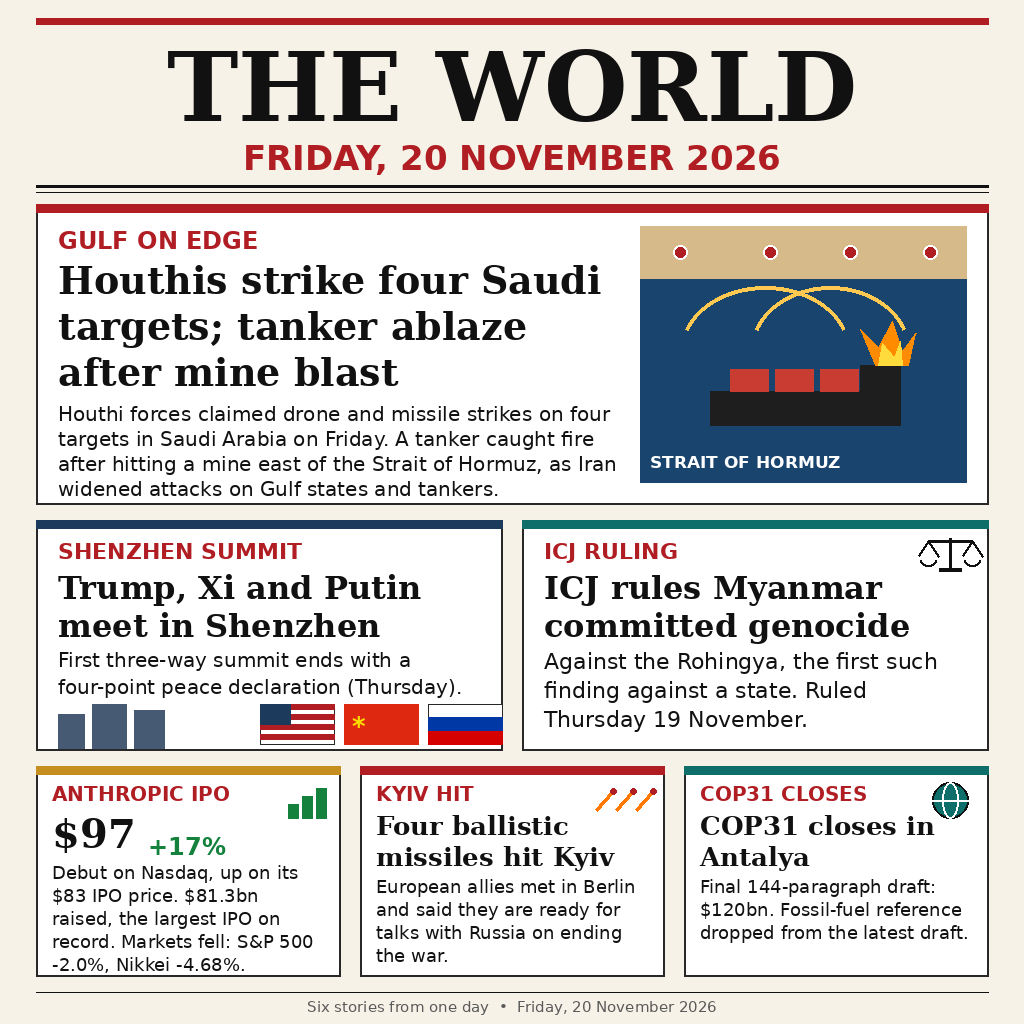 THE WORLD
FRIDAY, 20 NOVEMBER 2026
GULF ON EDGE
Houthis strike four Saudi
targets; tanker ablaze
after mine blast
Houthi forces claimed drone and missile strikes on four
targets in Saudi Arabia on Friday. A tanker caught fire
after hitting a mine east of the Strait of Hormuz, as Iran
widened attacks on Gulf states and tankers.
STRAIT OF HORMUZ
SHENZHEN SUMMIT
Trump, Xi and Putin
meet in Shenzhen
First three-way summit ends with a
four-point peace declaration (Thursday).
ICJ RULING
ICJ rules Myanmar
committed genocide
Against the Rohingya, the first such
finding against a state. Ruled
Thursday 19 November.
ANTHROPIC IPO
$97 +17%
Debut on Nasdaq, up on its
$83 IPO price. $81.3bn
raised, the largest IPO on
record. Markets fell: S&P 500
-2.0%, Nikkei -4.68%.
KYIV HIT
Four ballistic
missiles hit Kyiv
European allies met in Berlin
and said they are ready for
talks with Russia on ending
the war.
COP31 CLOSES
COP31 closes in
Antalya
Final 144-paragraph draft:
$120bn. Fossil-fuel reference
dropped from the latest draft.
Six stories from one day • Friday, 20 November 2026